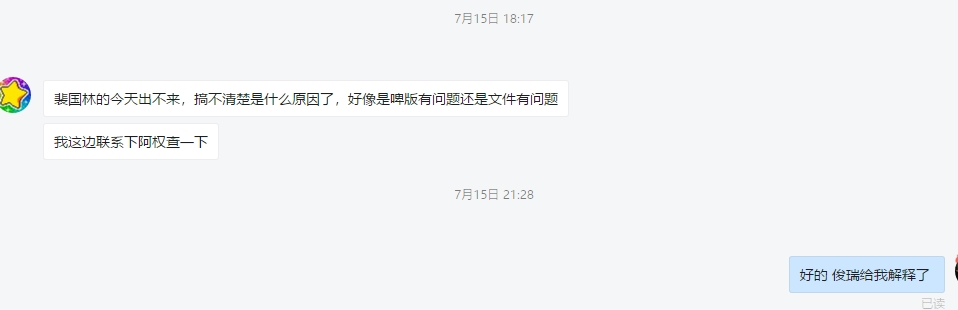 7月15日 18:17
裴国林的今天出不来，搞不清楚是什么原因了，好像是啤版有问题还是文件有问题
我这边联系下阿权查一下
7月15日 21:28
好的 俊瑞给我解释了
已读